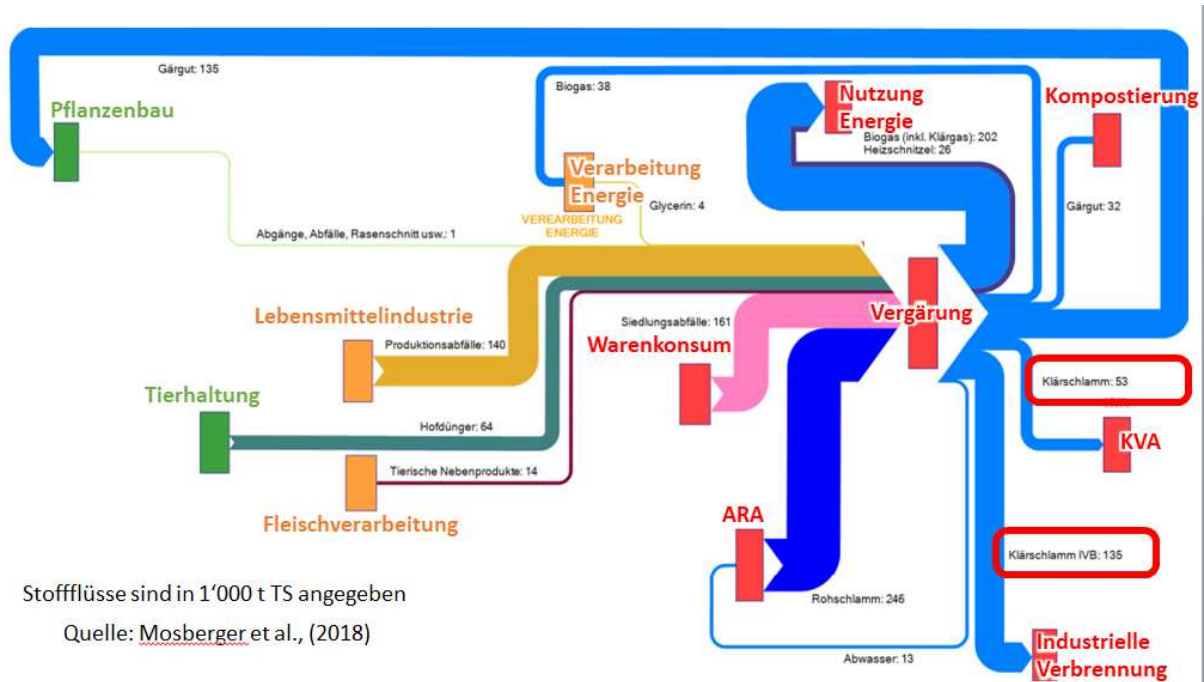 Gärgut: 135
Pflanzenbau
Biogas: 38
Nutzung
Energie
Biogas (inkl. Klärgas): 202
Heizschnitzel: 26
Kompostierung
Verarbeitung
Energie
Glycerin: 4
VEREARBEITUNG
ENERGIE
Gärgut: 32
Abgänge, Abfälle, Rasenschnitt usw.: 1
Lebensmittelindustrie
Produktionsabfälle: 140
Siedlungsabfälle: 161
Warenkonsum
Vergärung
Tierhaltung
Hofdünger: 64
Klärschlamm: 53
KVA
Tierische Nebenprodukte: 14
Fleischverarbeitung
ARA
Klärschlamm IVB: 135
Rohschlamm: 246
Abwasser: 13
Industrielle
Verbrennung
Stoffflüsse sind in 1‘000 t TS angegeben
Quelle: Mosberger et al., (2018)